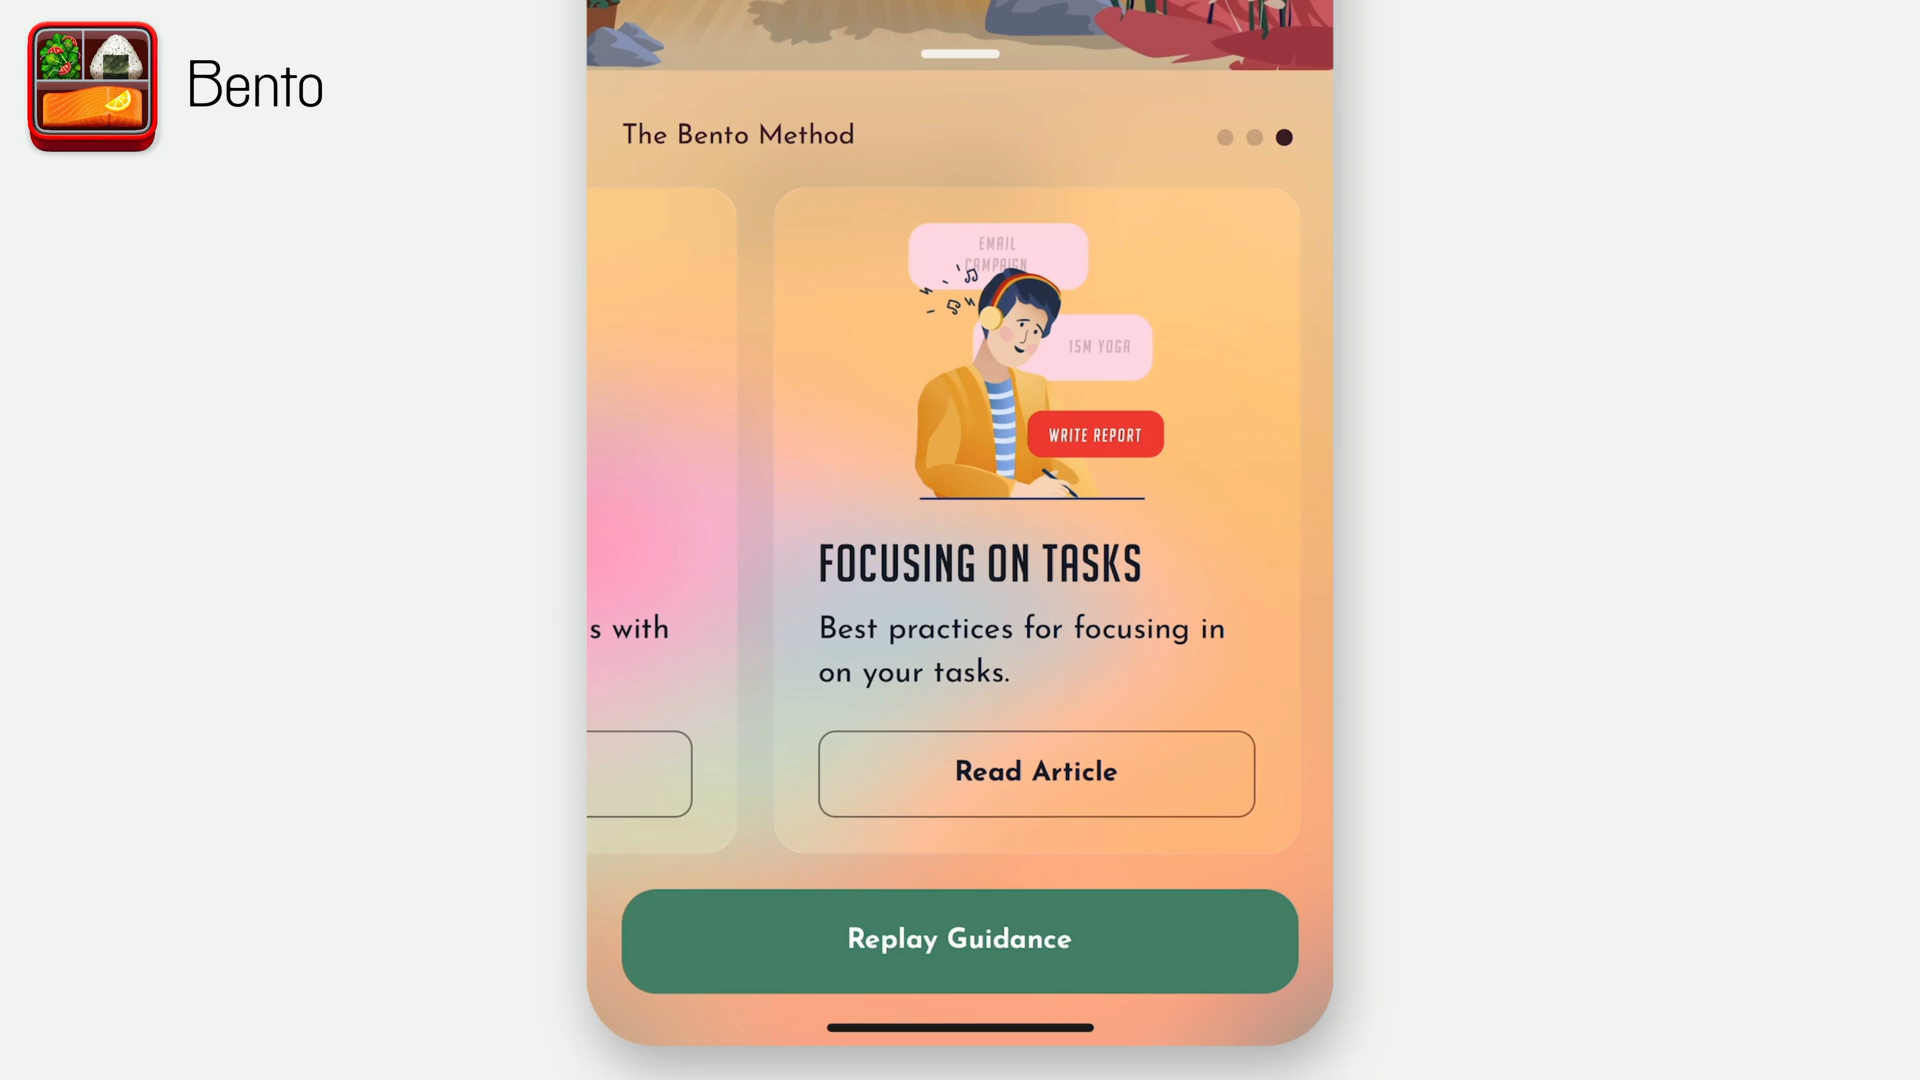 Bento
The Bento Method
EMAIL
CAMPAIGN
15M YOGA
WRITE REPORT
FOCUSING ON TASKS
s with
Best practices for focusing in
on your tasks.
Read Article
Replay Guidance